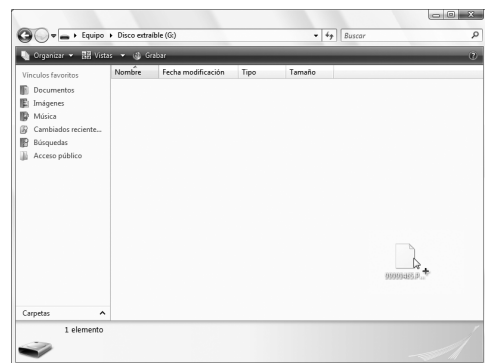 Equipo ▸ Disco extraíble (G:)
Buscar
Organizar
Vistas
Grabar
Vínculos favoritos
Nombre
Fecha modificación
Tipo
Tamaño
Documentos
Imágenes
Música
Cambiados reciente...
Búsquedas
Acceso público
Carpetas
1 elemento